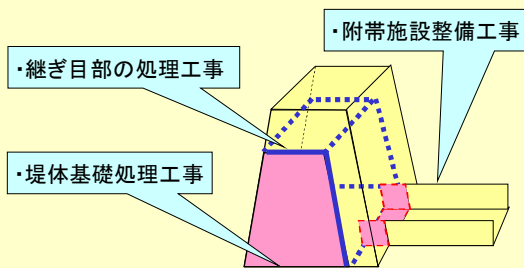 ・附帯施設整備工事
・継ぎ目部の処理工事
・堤体基礎処理工事